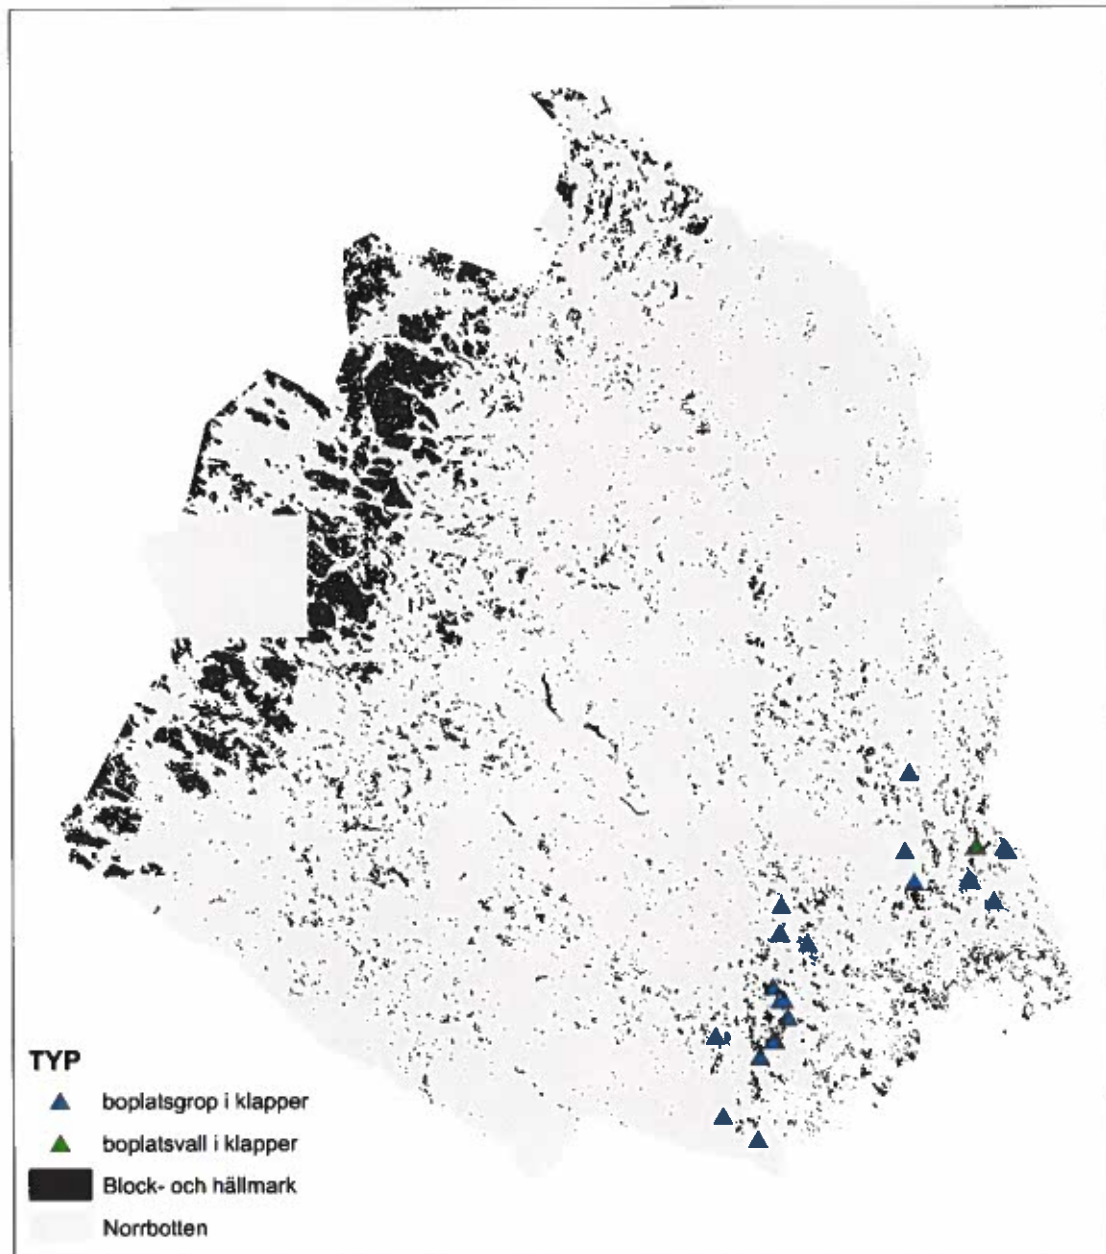 TYP
boplatsgrop i klapper
boplatsvall i klapper
Block- och hällmark
Norrbotten